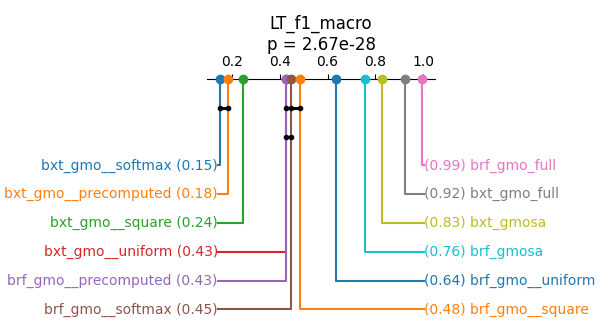 LT_f1_macro
p = 2.67e-28
0.2 0.4 0.6 0.8 1.0
bxt_gmo__softmax (0.15) (0.99) brf_gmo_full
bxt_gmo__precomputed (0.18) (0.92) bxt_gmo_full
bxt_gmo__square (0.24) (0.83) bxt_gmosa
bxt_gmo__uniform (0.43) (0.76) brf_gmosa
brf_gmo__precomputed (0.43) (0.64) brf_gmo__uniform
brf_gmo__softmax (0.45) (0.48) brf_gmo__square